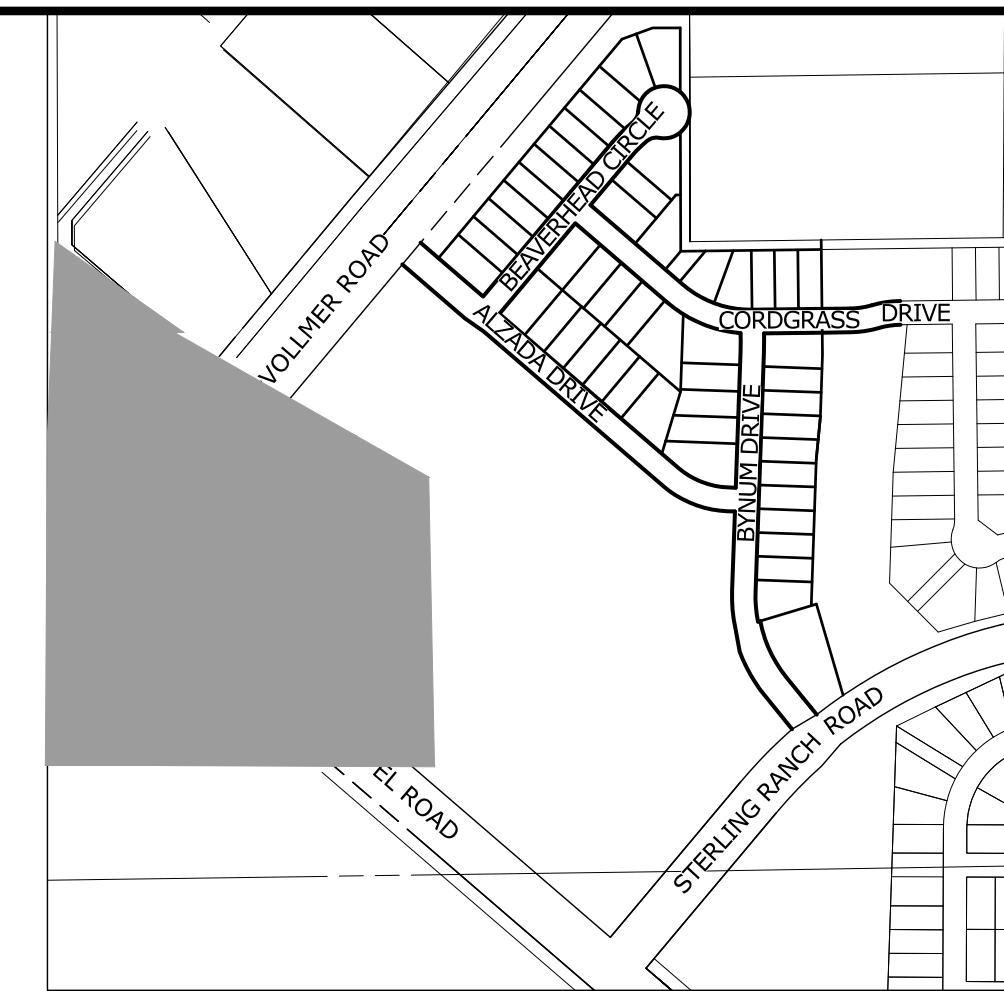 BEAVERHEAD CIRCLE
VOLLMER ROAD
ALZADA DRIVE
CORDGRASS DRIVE
BYNUM DRIVE
STERLING RANCH ROAD
EL ROAD